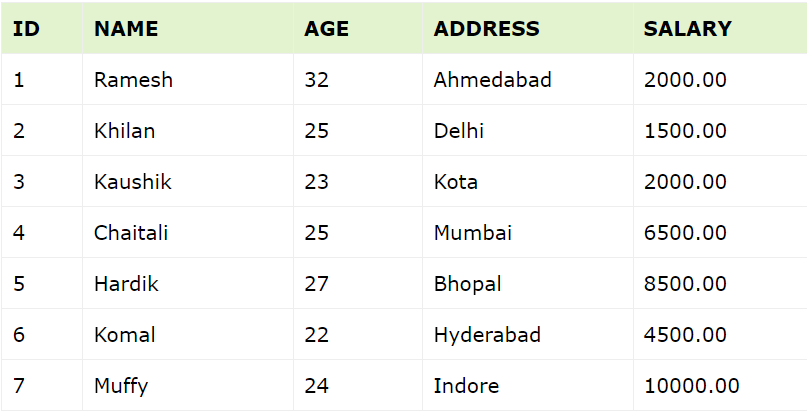 ID NAME AGE ADDRESS SALARY
1 Ramesh 32 Ahmedabad 2000.00
2 Khilan 25 Delhi 1500.00
3 Kaushik 23 Kota 2000.00
4 Chaitali 25 Mumbai 6500.00
5 Hardik 27 Bhopal 8500.00
6 Komal 22 Hyderabad 4500.00
7 Muffy 24 Indore 10000.00